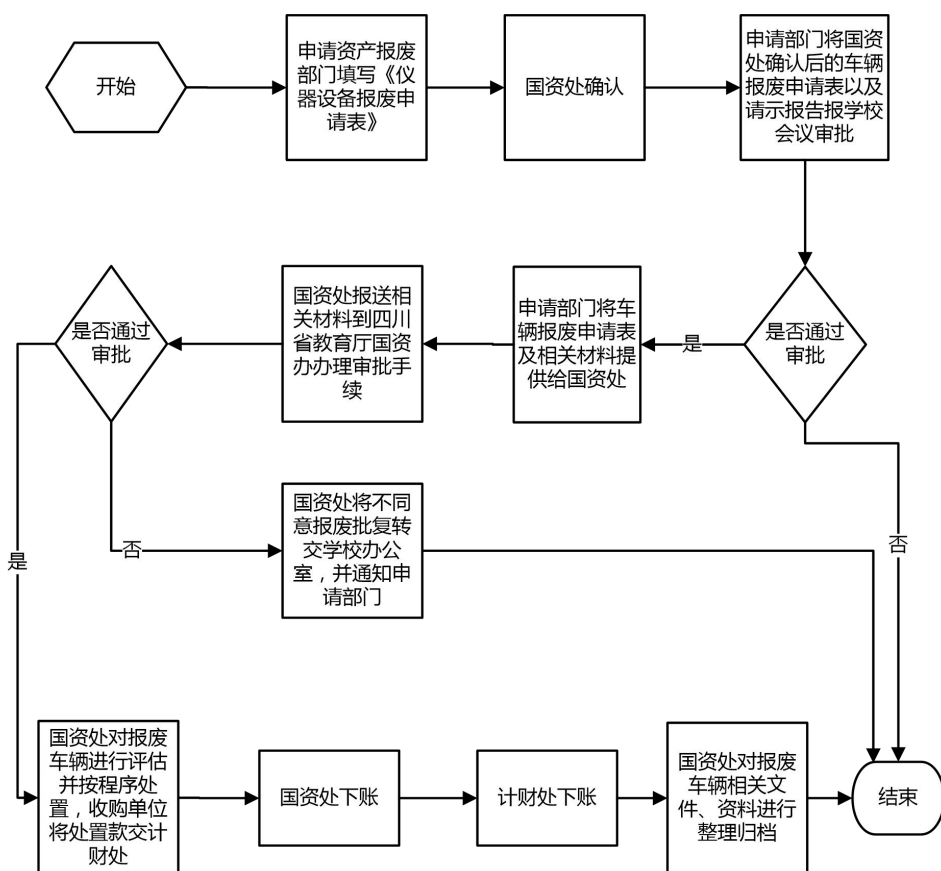 开始
申请资产报废
部门填写《仪
器设备报废申
请表》
国资处确认
申请部门将国资
处确认后的车辆
报废申请表以及
请示报告报学校
会议审批
是否通过
审批
国资处报送相
关材料到四川
省教育厅国资
办办理审批手
续
申请部门将车
辆报废申请表
及相关材料提
供给国资处
是
是否通过
审批
国资处将不同
意报废批复转
交学校办公
室，并通知申
请部门
否
否
是
国资处对报废
车辆进行评估
并按程序处
置，收购单位
将处置款交计
财处
国资处下账
计财处下账
国资处对报废
车辆相关文
件、资料进行
整理归档
结束